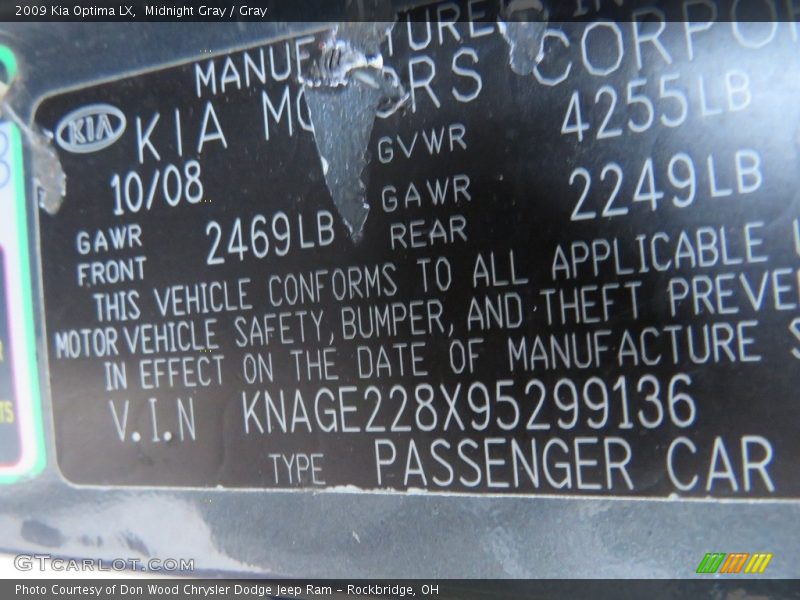 2009 Kia Optima LX, Midnight Gray / Gray
KIA
KIA CORPOR
10/08
GVWR 4255LB
GAWR FRONT 2469LB
GAWR REAR 2249LB
THIS VEHICLE CONFORMS TO ALL APPLICABLE
MOTOR VEHICLE SAFETY, BUMPER, AND THEFT PREVE
IN EFFECT ON THE DATE OF MANUFACTURE S
V.I.N KNAGE228X95299136
TYPE PASSENGER CAR
GTCARLOT.COM
Photo Courtesy of Don Wood Chrysler Dodge Jeep Ram - Rockbridge, OH